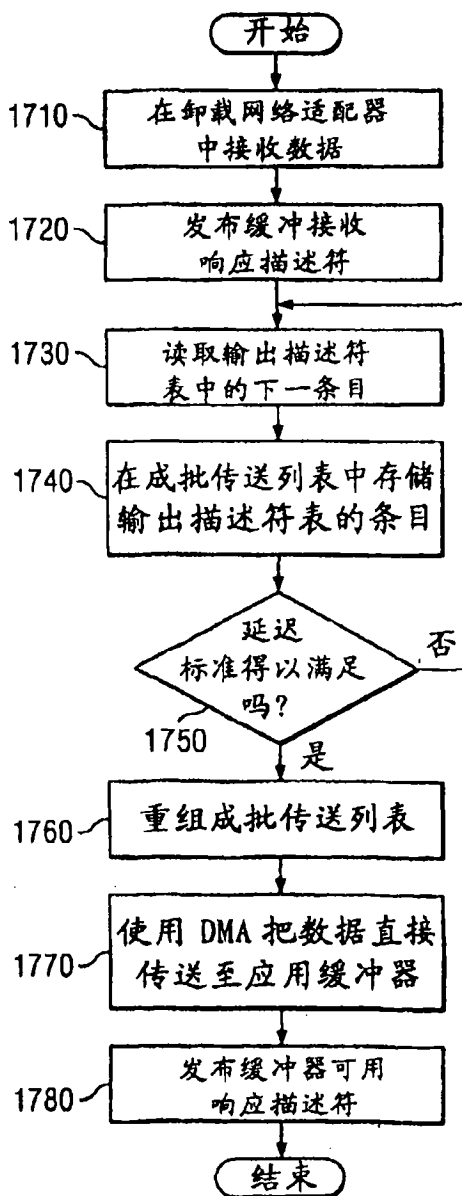 开始
1710
在卸载网络适配器
中接收数据
1720
发布缓冲接收
响应描述符
1730
读取输出描述符
表中的下一条目
1740
在成批传送列表中存储
输出描述符表的条目
延迟
标准得以满足
吗?
否
1750
是
1760
重组成批传送列表
1770
使用 DMA 把数据直接
传送至应用缓冲器
1780
发布缓冲器可用
响应描述符
结束